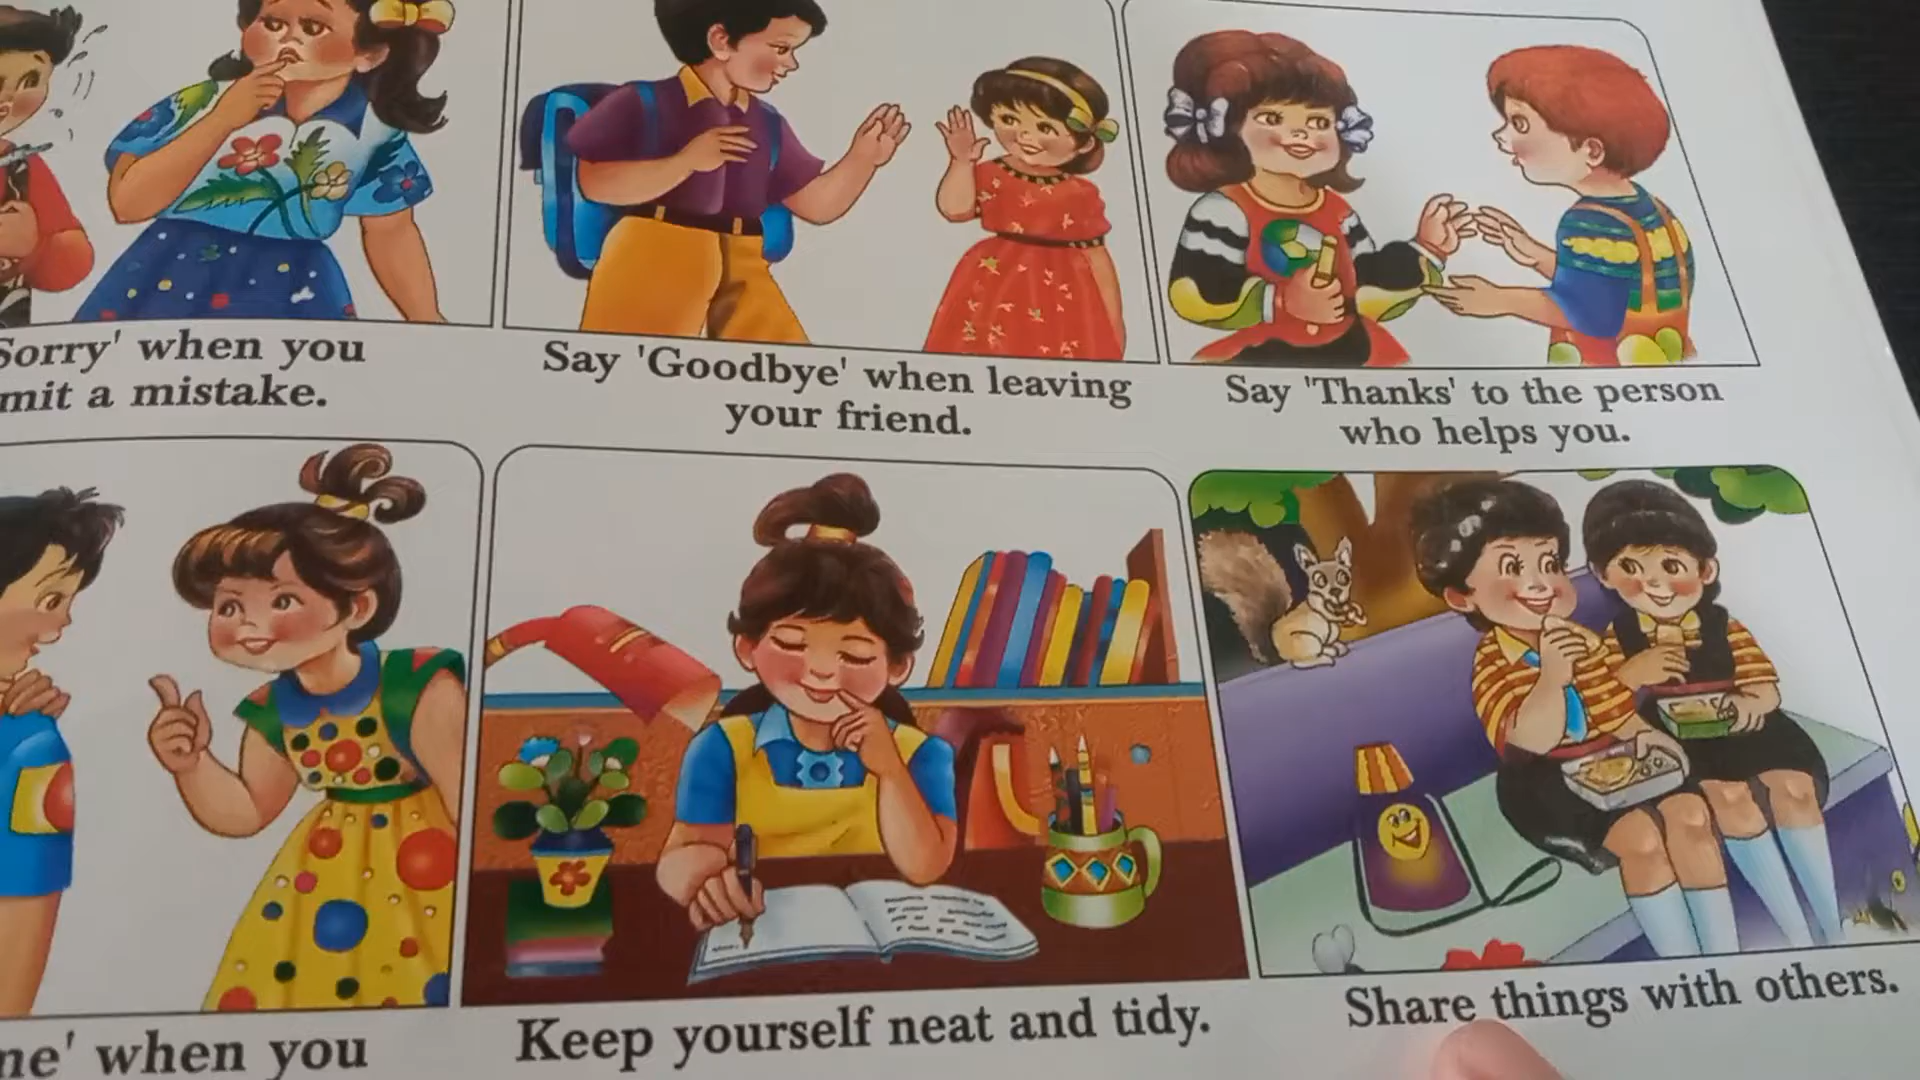 Sorry' when you
mit a mistake.
Say 'Goodbye' when leaving
your friend.
Say 'Thanks' to the person
who helps you.
ne' when you
Keep yourself neat and tidy.
Share things with others.